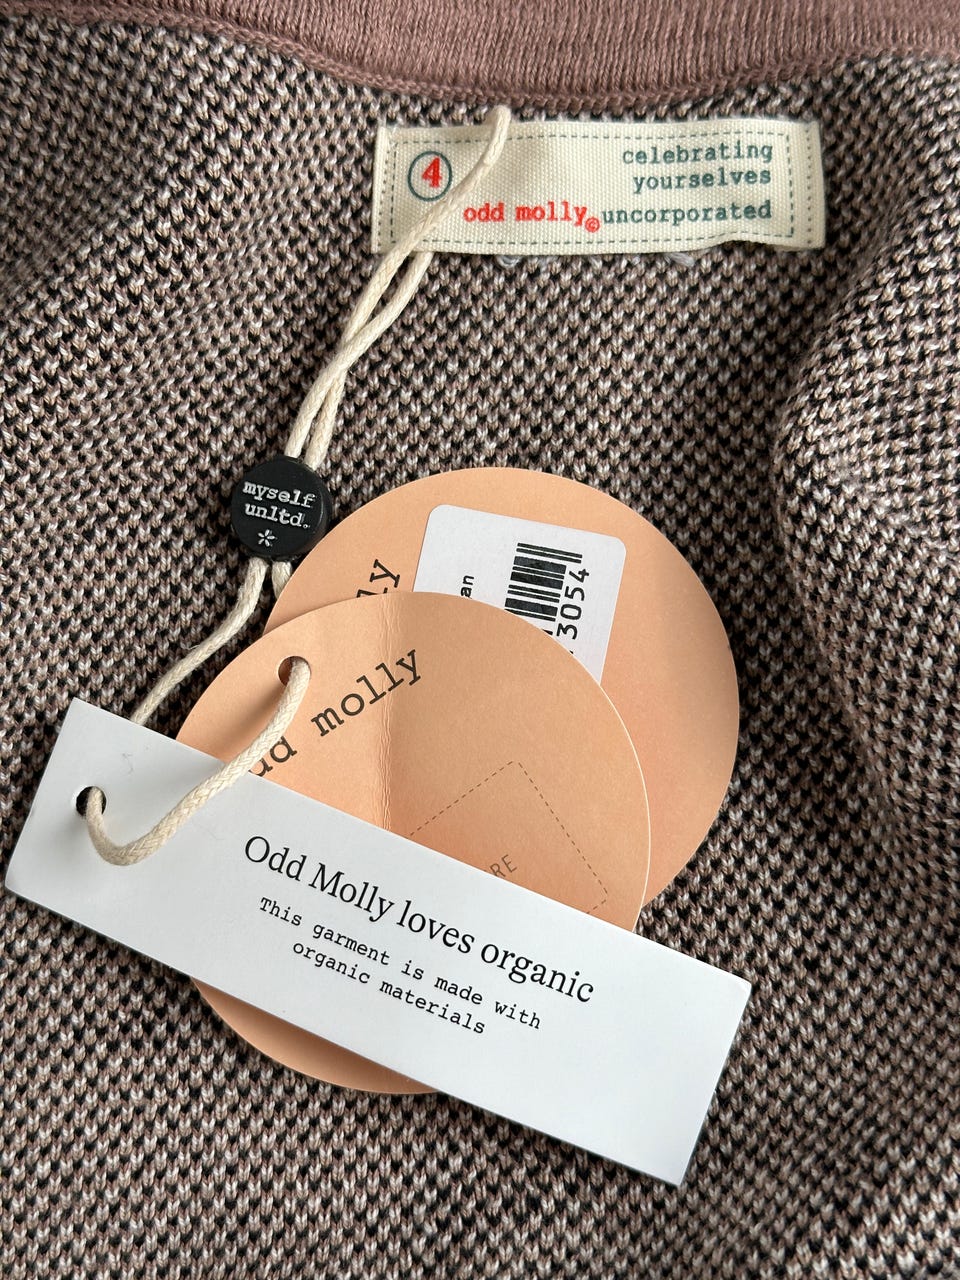 4
celebrating
yourselves
odd molly© uncorporated
myself
unltd.
3054
molly
Odd Molly loves organic
This garment is made with
organic materials